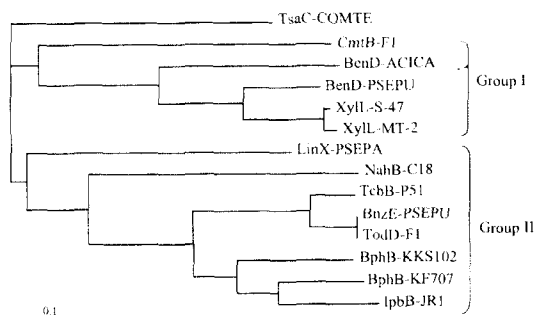 TsaC-COMTE
CmtB-F1
BenD-ACICA
BenD-PSEPU
XylL-S-47
XylL-MT-2
Group I
LinX-PSEPA
NahB-C18
TcbB-P51
BnzE-PSEPU
TodD-F1
Group II
BphB-KKS102
BphB-KF707
IpbB-JR1
0.1